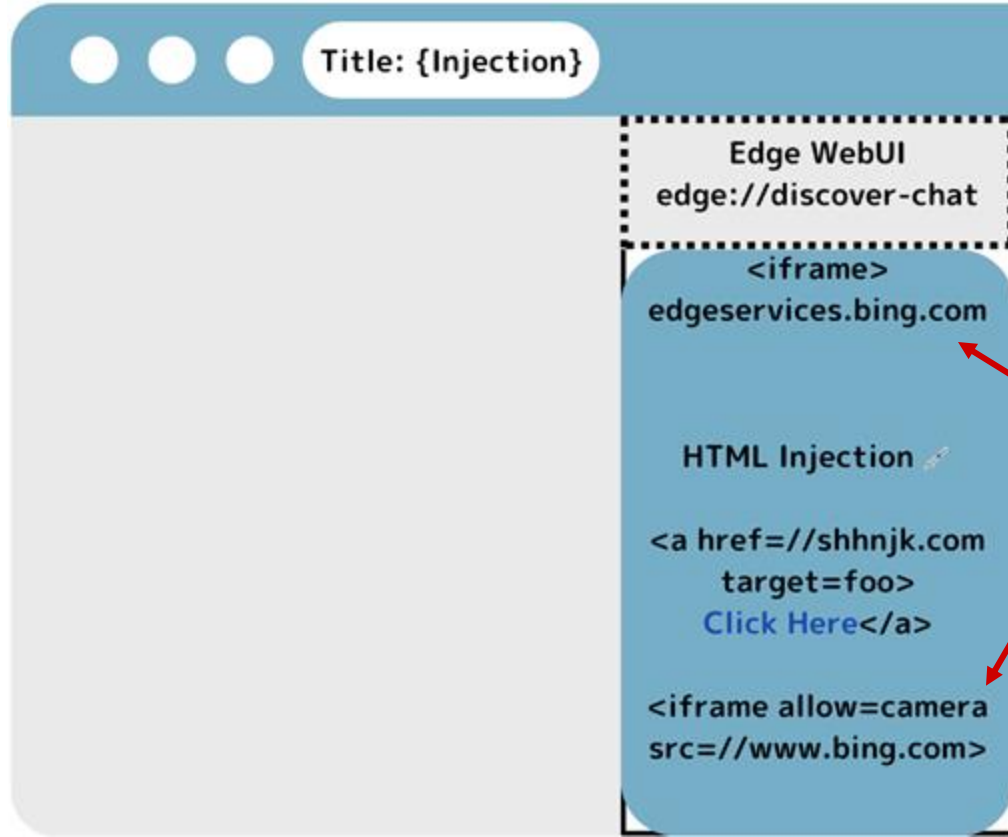 Title: {Injection}
Edge WebUI
edge://discover-chat
<iframe>
edgeservices.bing.com
HTML Injection
<a href=//shhnjk.com
target=foo>
Click Here</a>
<iframe allow=camera
src=//www.bing.com>